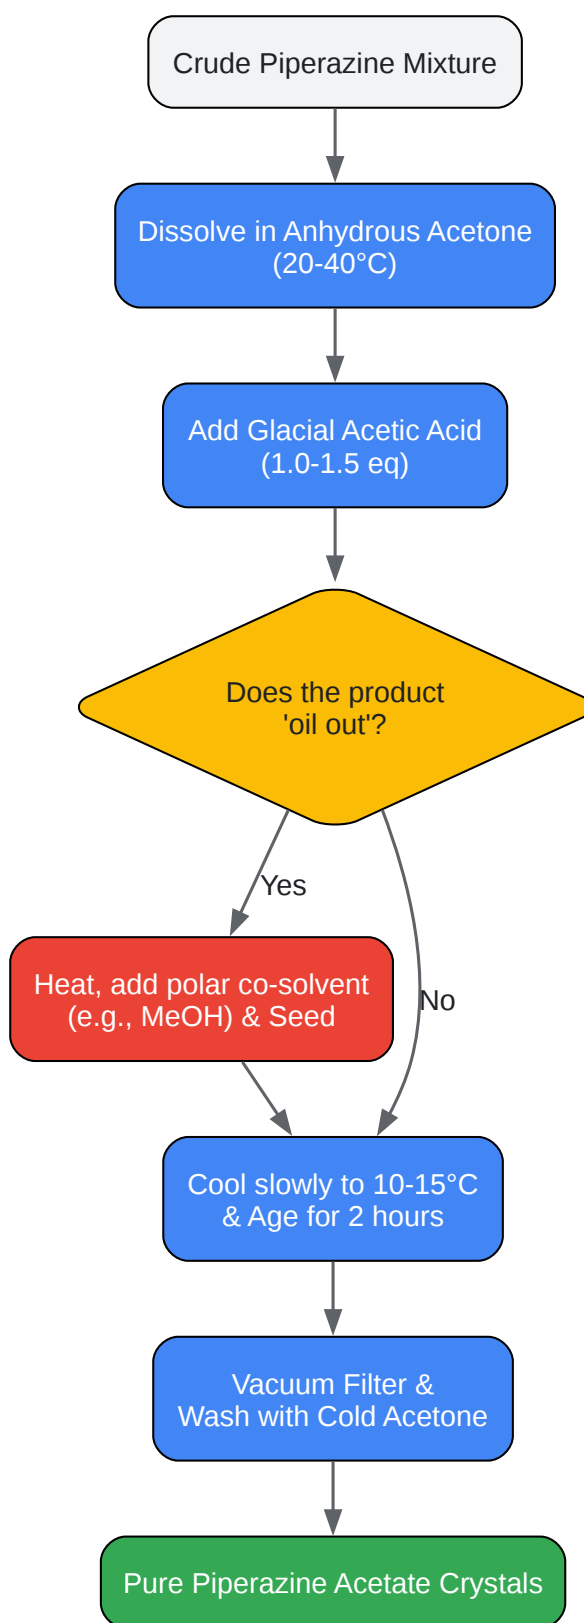 Crude Piperazine Mixture
Dissolve in Anhydrous Acetone
(20-40°C)
Add Glacial Acetic Acid
(1.0-1.5 eq)
Does the product
'oil out'?
Yes
Heat, add polar co-solvent
(e.g., MeOH) & Seed
No
Cool slowly to 10-15°C
& Age for 2 hours
Vacuum Filter &
Wash with Cold Acetone
Pure Piperazine Acetate Crystals